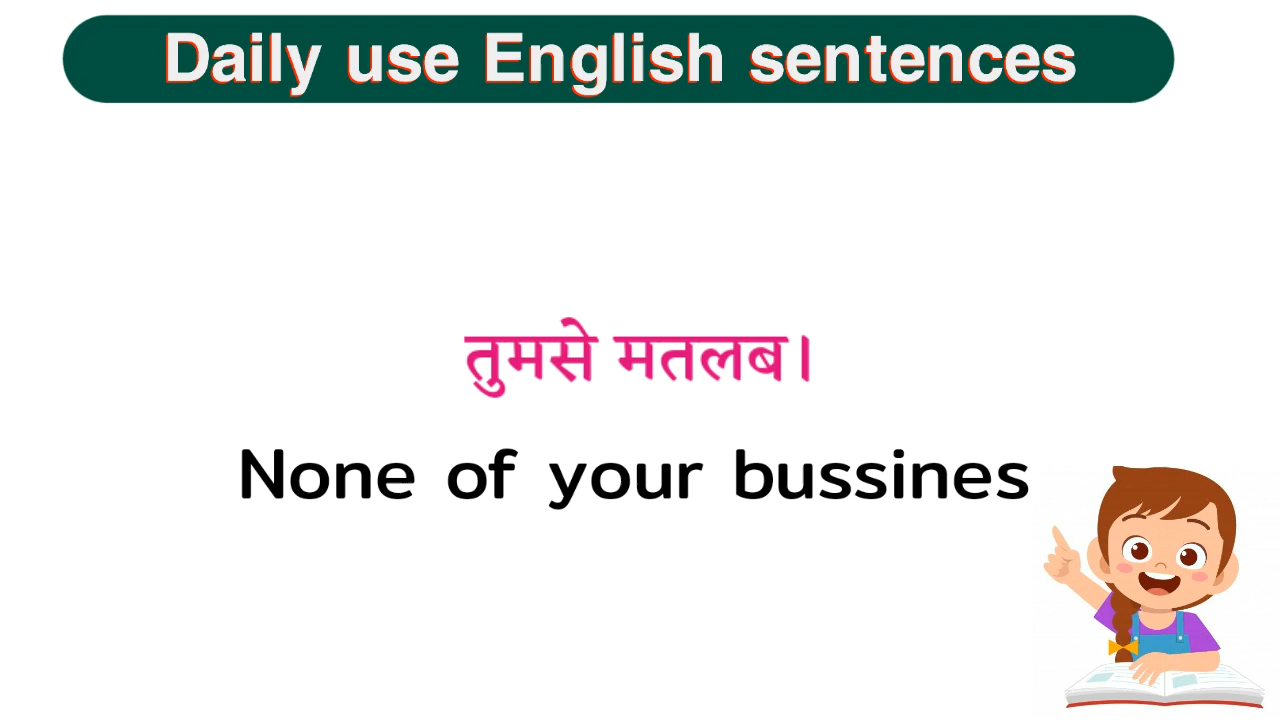 Daily use English sentences
तुमसे मतलब।
None of your bussines